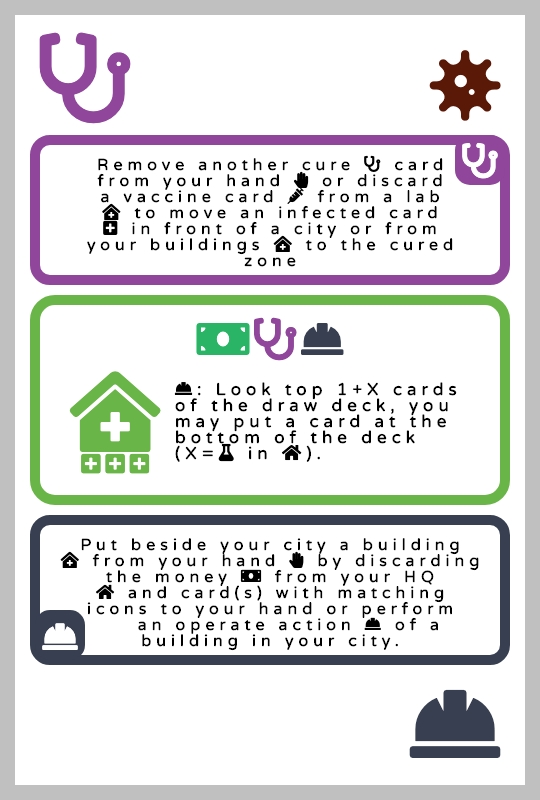 Remove another cure card
from your hand or discard
a vaccine card from a lab
to move an infected card
in front of a city or from
your buildings to the cured
zone
: Look top 1+X cards
of the draw deck, you
may put a card at the
bottom of the deck
(X= in ).
Put beside your city a building
from your hand by discarding
the money from your HQ
and card(s) with matching
icons to your hand or perform
an operate action of a
building in your city.